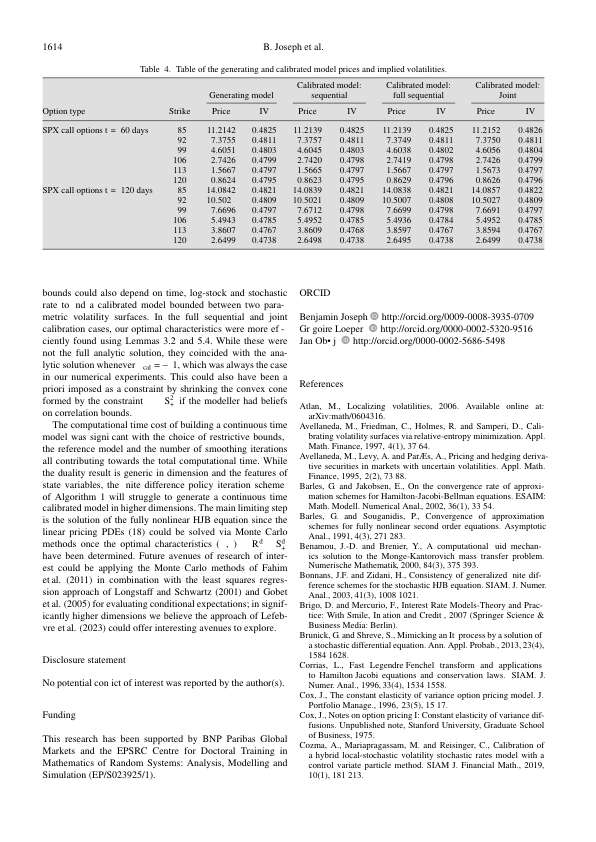 1614
B. Joseph et al.
Table 4. Table of the generating and calibrated model prices and implied volatilities.
Generating model
Calibrated model: sequential
Calibrated model: full sequential
Calibrated model: Joint
Option type Strike Price IV Price IV Price IV Price IV
SPX call options t = 60 days 85 11.2142 0.4825 11.2139 0.4825 11.2139 0.4825 11.2152 0.4826
92 7.3755 0.4811 7.3757 0.4811 7.3749 0.4811 7.3750 0.4811
99 4.6051 0.4803 4.6045 0.4803 4.6038 0.4802 4.6056 0.4804
106 2.7426 0.4799 2.7420 0.4798 2.7419 0.4798 2.7426 0.4799
113 1.5667 0.4797 1.5665 0.4797 1.5667 0.4797 1.5673 0.4797
120 0.8624 0.4795 0.8623 0.4795 0.8629 0.4796 0.8626 0.4796
SPX call options t = 120 days 85 14.0842 0.4821 14.0839 0.4821 14.0838 0.4821 14.0857 0.4822
92 10.502 0.4809 10.5021 0.4809 10.5007 0.4808 10.5027 0.4809
99 7.6696 0.4797 7.6712 0.4798 7.6699 0.4798 7.6691 0.4797
106 5.4943 0.4785 5.4952 0.4785 5.4936 0.4784 5.4952 0.4785
113 3.8607 0.4767 3.8609 0.4768 3.8597 0.4767 3.8594 0.4767
120 2.6499 0.4738 2.6498 0.4738 2.6495 0.4738 2.6499 0.4738
bounds could also depend on time, log-stock and stochastic
rate to nd a calibrated model bounded between two para-
metric volatility surfaces. In the full sequential and joint
calibration cases, our optimal characteristics were more ef -
ciently found using Lemmas 3.2 and 5.4. While these were
not the full analytic solution, they coincided with the ana-
lytic solution whenever cal = − 1, which was always the case
in our numerical experiments. This could also have been a
priori imposed as a constraint by shrinking the convex cone
formed by the constraint S²₊ if the modeller had beliefs
on correlation bounds.
The computational time cost of building a continuous time
model was signi cant with the choice of restrictive bounds,
the reference model and the number of smoothing iterations
all contributing towards the total computational time. While
the duality result is generic in dimension and the features of
state variables, the nite difference policy iteration scheme
of Algorithm 1 will struggle to generate a continuous time
calibrated model in higher dimensions. The main limiting step
is the solution of the fully nonlinear HJB equation since the
linear pricing PDEs (18) could be solved via Monte Carlo
methods once the optimal characteristics ( , ) Rᵈ Sᵈ₊
have been determined. Future avenues of research of inter-
est could be applying the Monte Carlo methods of Fahim
et al. (2011) in combination with the least squares regres-
sion approach of Longstaff and Schwartz (2001) and Gobet
et al. (2005) for evaluating conditional expectations; in signif-
icantly higher dimensions we believe the approach of Lefeb-
vre et al. (2023) could offer interesting avenues to explore.
Disclosure statement
No potential con ict of interest was reported by the author(s).
Funding
This research has been supported by BNP Paribas Global
Markets and the EPSRC Centre for Doctoral Training in
Mathematics of Random Systems: Analysis, Modelling and
Simulation (EP/S023925/1).
ORCID
Benjamin Joseph iD http://orcid.org/0009-0008-3935-0709
Gr goire Loeper iD http://orcid.org/0000-0002-5320-9516
Jan Ob• j iD http://orcid.org/0000-0002-5686-5498
References
Atlan, M., Localizing volatilities, 2006. Available online at:
arXiv:math/0604316.
Avellaneda, M., Friedman, C., Holmes, R. and Samperi, D., Cali-
brating volatility surfaces via relative-entropy minimization. Appl.
Math. Finance, 1997, 4(1), 37 64.
Avellaneda, M., Levy, A. and ParÆs, A., Pricing and hedging deriva-
tive securities in markets with uncertain volatilities. Appl. Math.
Finance, 1995, 2(2), 73 88.
Barles, G. and Jakobsen, E., On the convergence rate of approxi-
mation schemes for Hamilton-Jacobi-Bellman equations. ESAIM:
Math. Modell. Numerical Anal., 2002, 36(1), 33 54.
Barles, G. and Souganidis, P., Convergence of approximation
schemes for fully nonlinear second order equations. Asymptotic
Anal., 1991, 4(3), 271 283.
Benamou, J.-D. and Brenier, Y., A computational uid mechan-
ics solution to the Monge-Kantorovich mass transfer problem.
Numerische Mathematik, 2000, 84(3), 375 393.
Bonnans, J.F. and Zidani, H., Consistency of generalized nite dif-
ference schemes for the stochastic HJB equation. SIAM. J. Numer.
Anal., 2003, 41(3), 1008 1021.
Brigo, D. and Mercurio, F., Interest Rate Models-Theory and Prac-
tice: With Smile, In ation and Credit , 2007 (Springer Science &
Business Media: Berlin).
Brunick, G. and Shreve, S., Mimicking an It process by a solution of
a stochastic differential equation. Ann. Appl. Probab., 2013, 23(4),
1584 1628.
Corrias, L., Fast Legendre Fenchel transform and applications
to Hamilton Jacobi equations and conservation laws. SIAM. J.
Numer. Anal., 1996, 33(4), 1534 1558.
Cox, J., The constant elasticity of variance option pricing model. J.
Portfolio Manage., 1996, 23(5), 15 17.
Cox, J., Notes on option pricing I: Constant elasticity of variance dif-
fusions. Unpublished note, Stanford University, Graduate School
of Business, 1975.
Cozma, A., Mariapragassam, M. and Reisinger, C., Calibration of
a hybrid local-stochastic volatility stochastic rates model with a
control variate particle method. SIAM J. Financial Math., 2019,
10(1), 181 213.